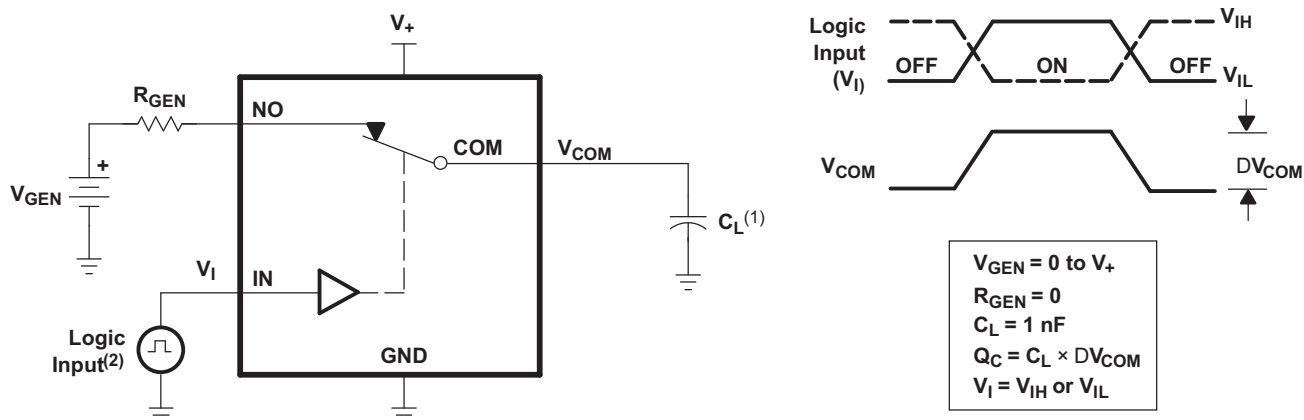 V+
RGEN
NO
COM
VCOM
VGEN
+
CL(1)
VI
IN
Logic
Input(2)
GND
Logic
Input
(VI)
OFF
ON
OFF
VIH
VIL
VCOM
DVCOM
VGEN = 0 to V+
RGEN = 0
CL = 1 nF
QC = CL × DVCOM
VI = VIH or VIL